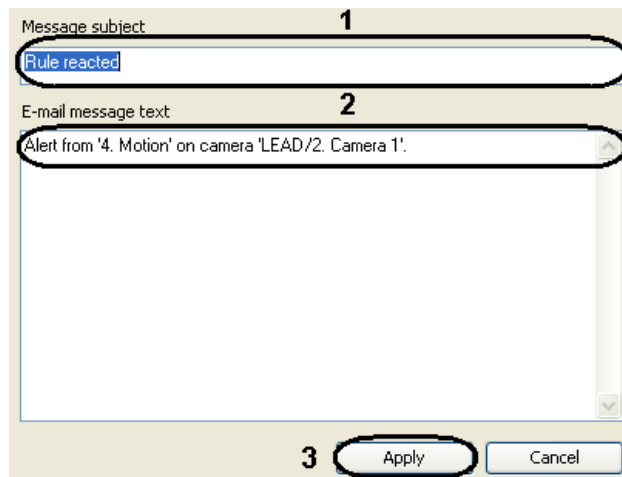 Message subject 1
Rule reacted
E-mail message text 2
Alert from '4. Motion' on camera 'LEAD/2. Camera 1'.
3 Apply Cancel